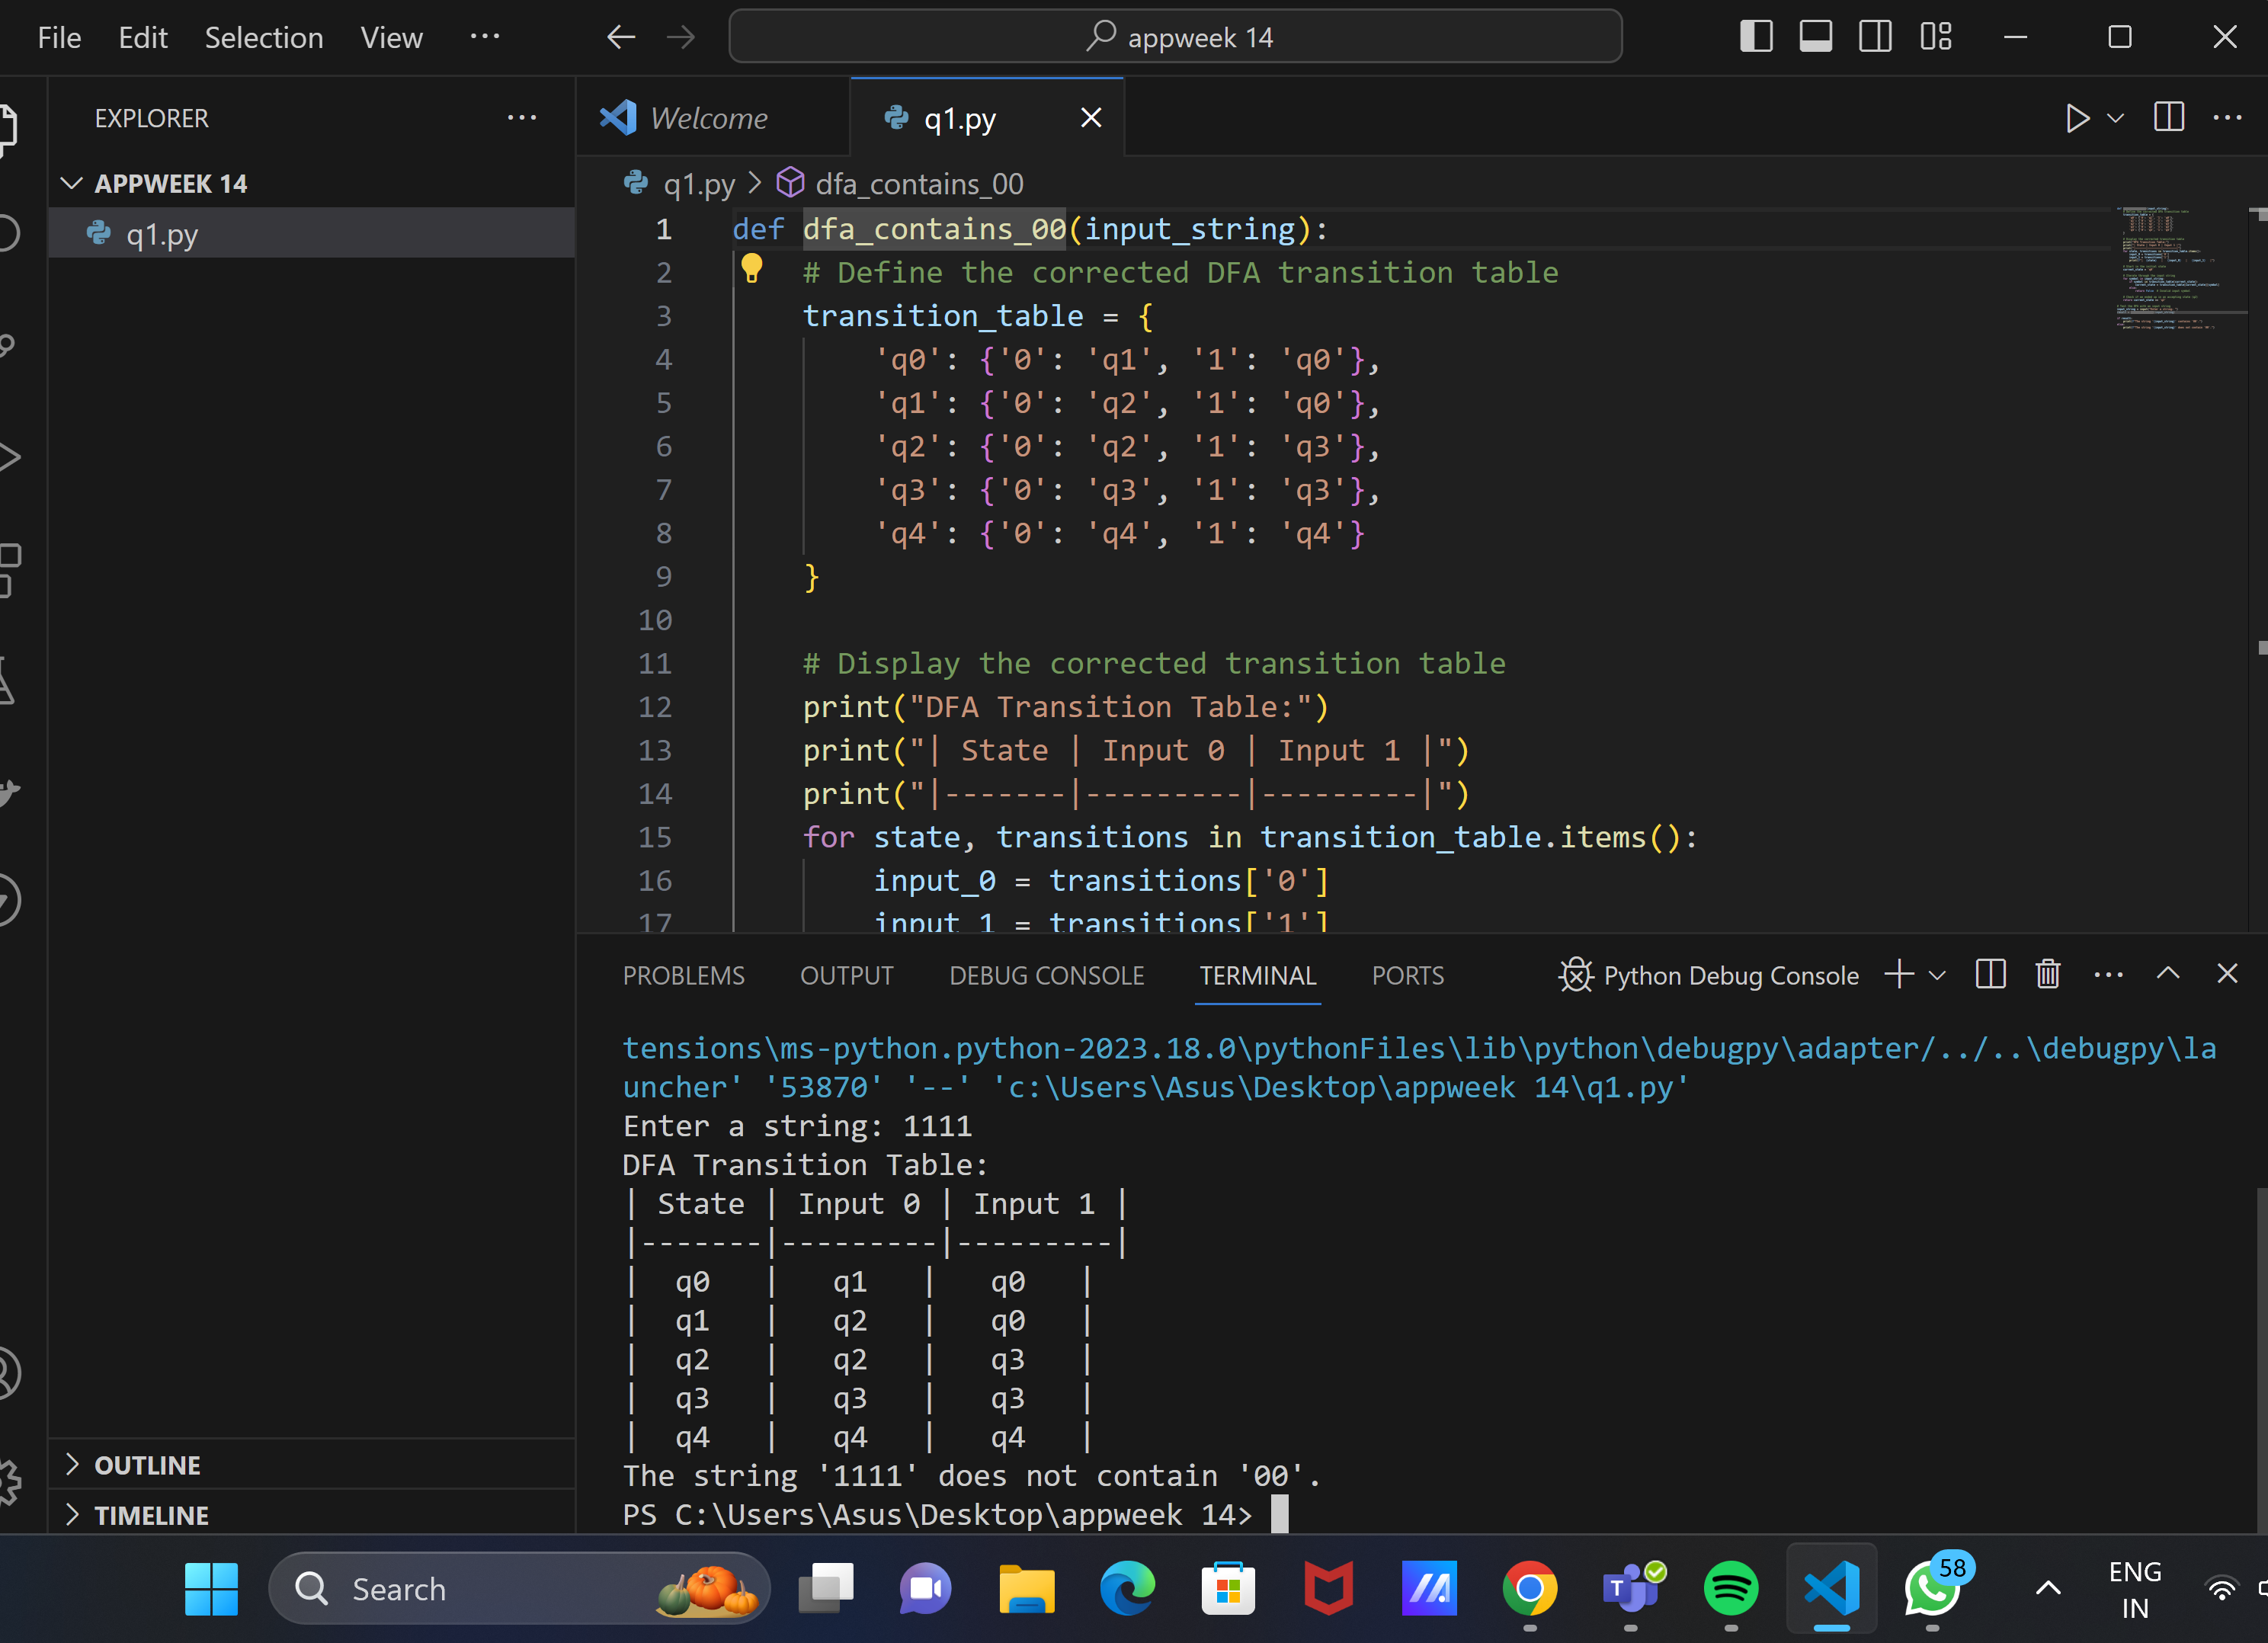 File Edit Selection View ···
appweek 14
EXPLORER ···
Welcome
q1.py
APPWEEK 14
q1.py
q1.py > dfa_contains_00
1 def dfa_contains_00(input_string):
2     # Define the corrected DFA transition table
3     transition_table = {
4         'q0': {'0': 'q1', '1': 'q0'},
5         'q1': {'0': 'q2', '1': 'q0'},
6         'q2': {'0': 'q2', '1': 'q3'},
7         'q3': {'0': 'q3', '1': 'q3'},
8         'q4': {'0': 'q4', '1': 'q4'}
9     }
10
11     # Display the corrected transition table
12     print("DFA Transition Table:")
13     print("| State | Input 0 | Input 1 |")
14     print("|-------|---------|---------|")
15     for state, transitions in transition_table.items():
16         input_0 = transitions['0']
17         input_1 = transitions['1']
PROBLEMS OUTPUT DEBUG CONSOLE TERMINAL PORTS
Python Debug Console
tensions\ms-python.python-2023.18.0\pythonFiles\lib\python\debugpy\adapter/../..\debugpy\la
uncher' '53870' '--' 'c:\Users\Asus\Desktop\appweek 14\q1.py'
Enter a string: 1111
DFA Transition Table:
| State | Input 0 | Input 1 |
|-------|---------|---------|
|  q0   |   q1   |   q0   |
|  q1   |   q2   |   q0   |
|  q2   |   q2   |   q3   |
|  q3   |   q3   |   q3   |
|  q4   |   q4   |   q4   |
The string '1111' does not contain '00'.
PS C:\Users\Asus\Desktop\appweek 14>
OUTLINE
TIMELINE
Search
58
ENG
IN